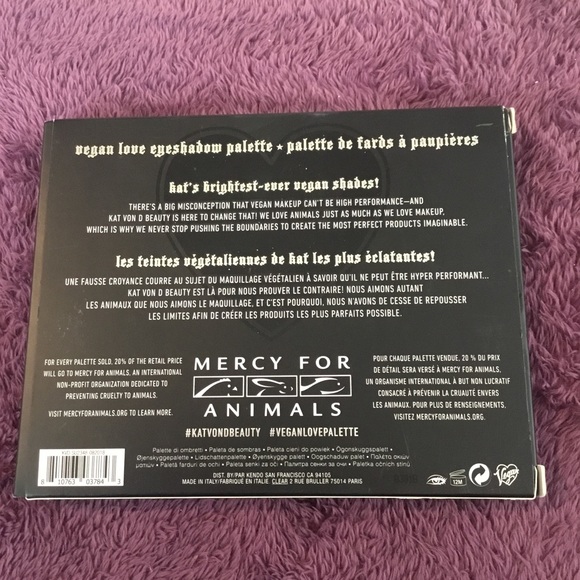 vegan love eyeshadow palette ★ palette de fards à paupières
kat's brightest-ever vegan shades!
THERE'S A BIG MISCONCEPTION THAT VEGAN MAKEUP CAN'T BE HIGH PERFORMANCE—AND
KAT VON D BEAUTY IS HERE TO CHANGE THAT! WE LOVE ANIMALS JUST AS MUCH AS WE LOVE MAKEUP,
WHICH IS WHY WE NEVER STOP PUSHING THE BOUNDARIES TO CREATE THE MOST PERFECT PRODUCTS IMAGINABLE.
les teintes végétaliennes de kat les plus éclatantes!
UNE FAUSSE CROYANCE COURRE AU SUJET DU MAQUILLAGE VÉGÉTALIEN À SAVOIR QU'IL NE PEUT ÊTRE HYPER PERFORMANT...
KAT VON D BEAUTY EST LÀ POUR VOUS PROUVER LE CONTRAIRE! NOUS AIMONS AUTANT
LES ANIMAUX QUE NOUS AIMONS LE MAQUILLAGE, ET C'EST POURQUOI, NOUS N'AVONS DE CESSE DE REPOUSSER
LES LIMITES AFIN DE CRÉER LES PRODUITS LES PLUS PARFAITS POSSIBLE.
FOR EVERY PALETTE SOLD, 20% OF THE RETAIL PRICE
WILL GO TO MERCY FOR ANIMALS, AN INTERNATIONAL
NON-PROFIT ORGANIZATION DEDICATED TO
PREVENTING CRUELTY TO ANIMALS.
VISIT MERCYFORANIMALS.ORG TO LEARN MORE.
MERCY FOR
ANIMALS
#KATVONDBEAUTY #VEGANLOVEPALETTE
POUR CHAQUE PALETTE VENDUE, 20 % DU PRIX
DE DÉTAIL SERA VERSÉ À MERCY FOR ANIMALS,
UN ORGANISME INTERNATIONAL À BUT NON LUCRATIF
CONSACRÉ À PRÉVENIR LA CRUAUTÉ ENVERS
LES ANIMAUX. POUR PLUS DE RENSEIGNEMENTS,
VISITEZ MERCYFORANIMALS.ORG.
Palette di ombretti • Paleta de sombras • Paleta cieni do powiek • Ögonskuggspalett
• Øjenskyggepalette • Lidschattenpalette • Øyenskygge palett • Oogschaduw palet • Παλέτα σκιών
ματιών • Paletă farduri de ochi • Paleta senki za oči • Палитра сенки за очи • Paletka očních stínů
DIST. BY/PAR KENDO SAN FRANCISCO CA 94105
MADE IN ITALY/FABRIQUÉ EN ITALIE. CLEAR 2 RUE BRULLER 75014 PARIS
8 10763 03784 3
12M
Vegan